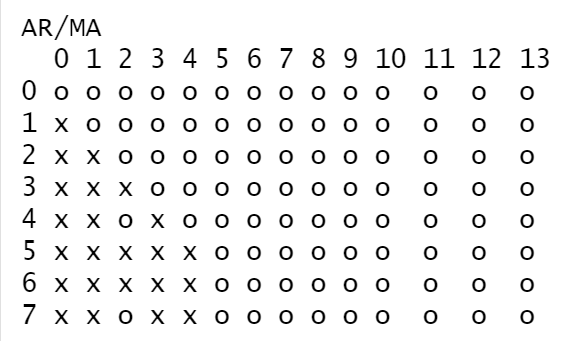 AR/MA
0 1 2 3 4 5 6 7 8 9 10 11 12 13
0 o o o o o o o o o o o o o o
1 x o o o o o o o o o o o o o
2 x x o o o o o o o o o o o o
3 x x x o o o o o o o o o o o
4 x x o x o o o o o o o o o o
5 x x x x x o o o o o o o o o
6 x x x x x o o o o o o o o o
7 x x o x x o o o o o o o o o